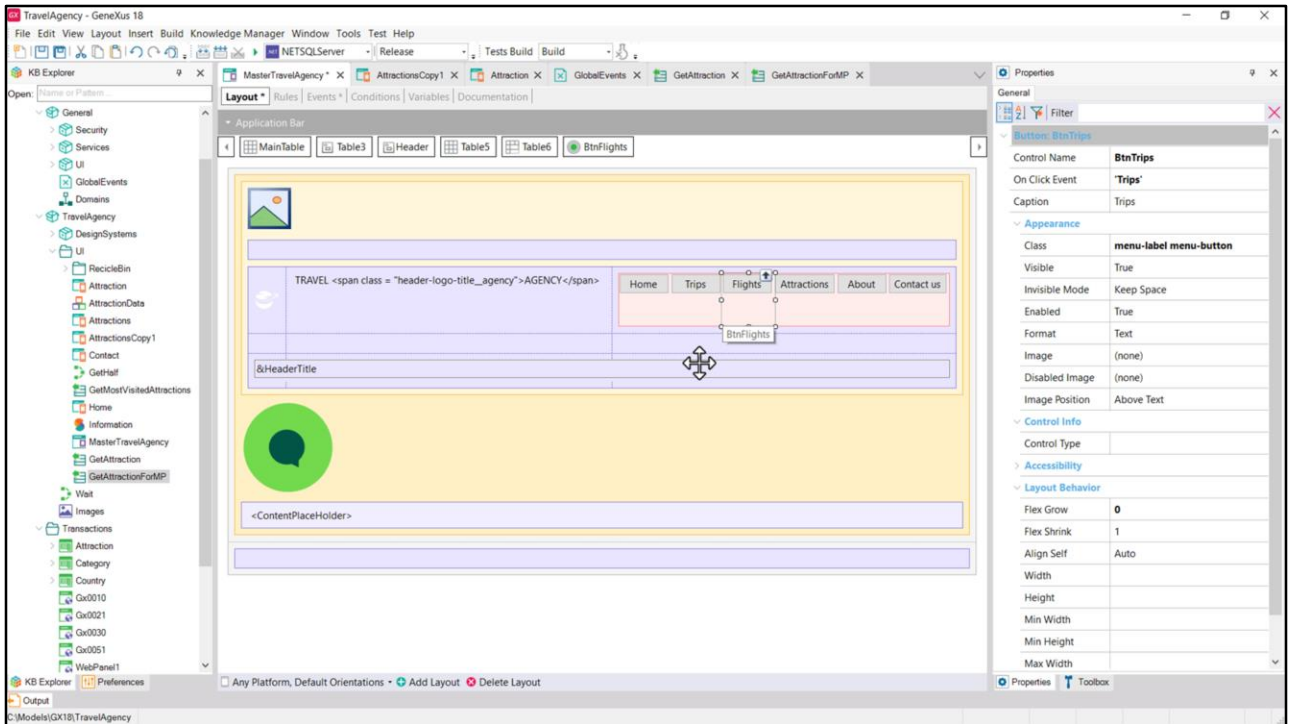 TravelAgency - GeneXus 18
File Edit View Layout Insert Build Knowledge Manager Window Tools Test Help
NETSQLServer Release Tests Build Build
KB Explorer
Open: Name or Pattern...
General
Security
Services
UI
GlobalEvents
Domains
TravelAgency
DesignSystems
UI
RecicleBin
Attraction
AttractionData
Attractions
AttractionsCopy1
Contact
GetHalf
GetMostVisitedAttractions
Home
Information
MasterTravelAgency
GetAttraction
GetAttractionForMP
Wait
Images
Transactions
Attraction
Category
Country
Gx0010
Gx0021
Gx0030
Gx0051
WebPanel1
KB Explorer Preferences
MasterTravelAgency * X AttractionsCopy1 X Attraction X GlobalEvents X GetAttraction X GetAttractionForMP X
Layout * Rules Events * Conditions Variables Documentation
Application Bar
MainTable Table3 Header Table5 Table6 BtnFlights
TRAVEL <span class = "header-logo-title__agency">AGENCY</span>
Home Trips Flights Attractions About Contact us
BtnFlights
&HeaderTitle
<ContentPlaceHolder>
Any Platform, Default Orientations Add Layout Delete Layout
Properties
General
Filter
Button: BtnTrips
Control Name BtnTrips
On Click Event 'Trips'
Caption Trips
Appearance
Class menu-label menu-button
Visible True
Invisible Mode Keep Space
Enabled True
Format Text
Image (none)
Disabled Image (none)
Image Position Above Text
Control Info
Control Type
Accessibility
Layout Behavior
Flex Grow 0
Flex Shrink 1
Align Self Auto
Width
Height
Min Width
Min Height
Max Width
Properties Toolbox
Output
C:\Models\GX18\TravelAgency